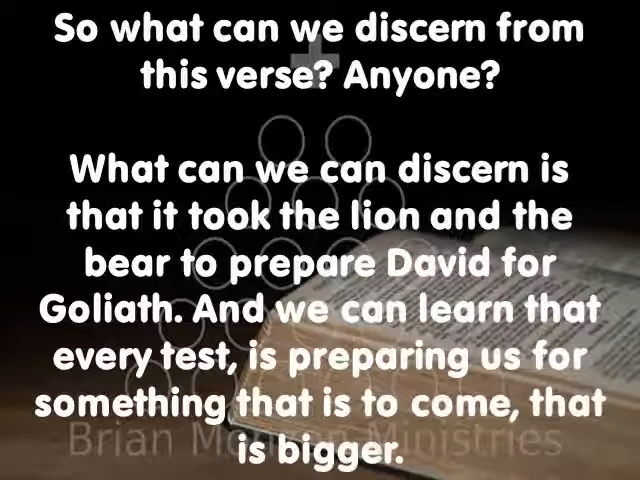 So what can we discern from
this verse? Anyone?
What can we can discern is
that it took the lion and the
bear to prepare David for
Goliath. And we can learn that
every test, is preparing us for
something that is to come, that
is bigger.
Brian Ministries